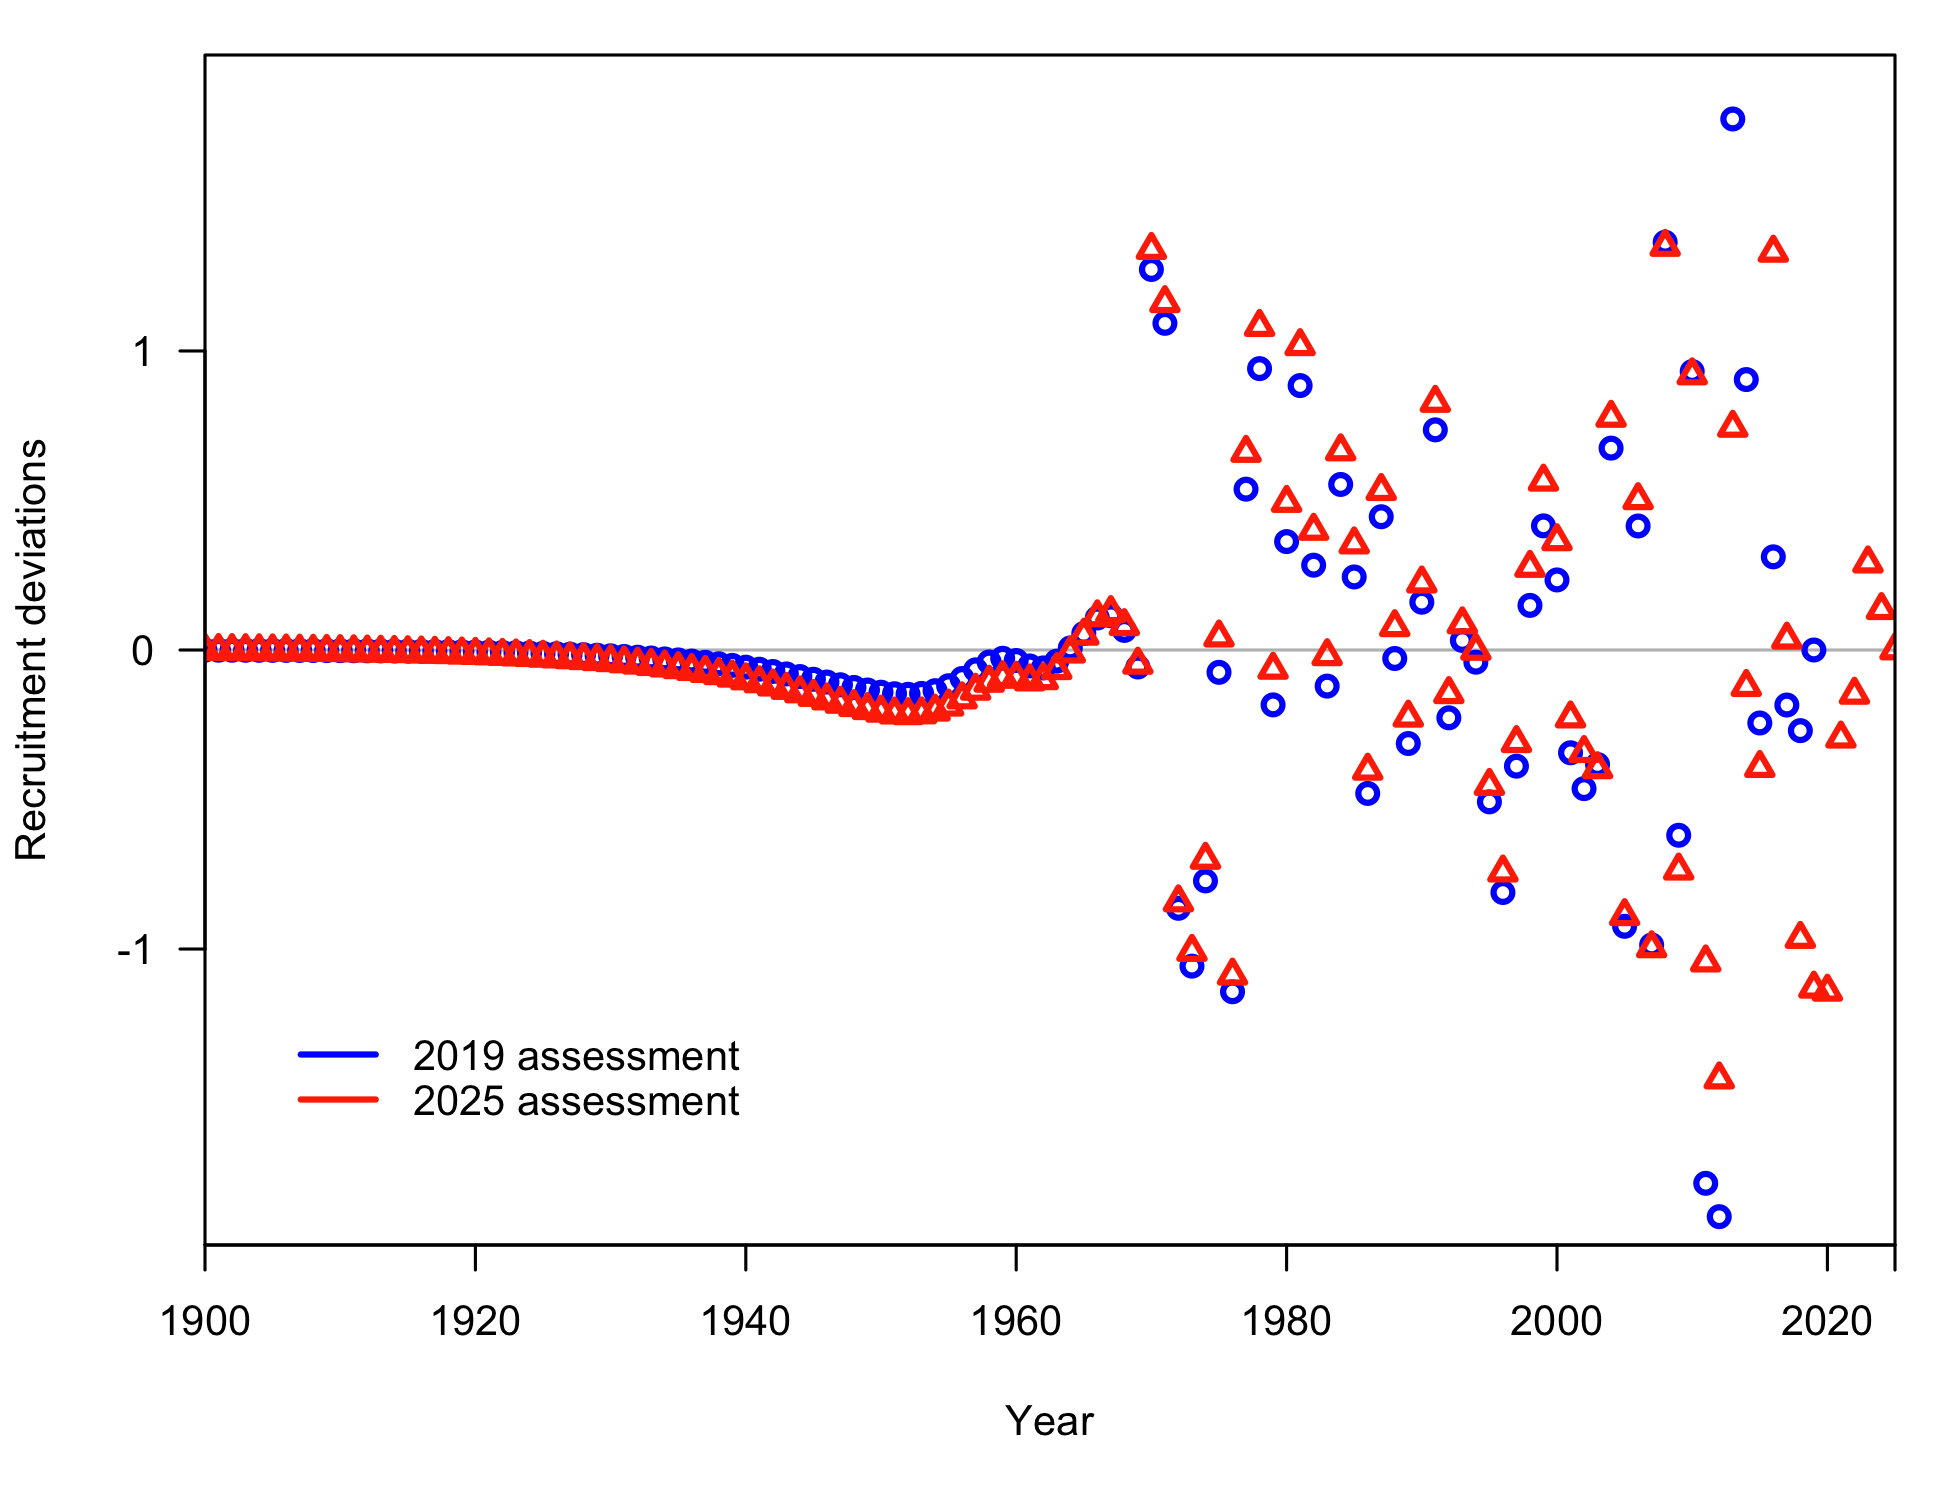 Recruitment deviations
1
0
-1
2019 assessment
2025 assessment
1900 1920 1940 1960 1980 2000 2020
Year